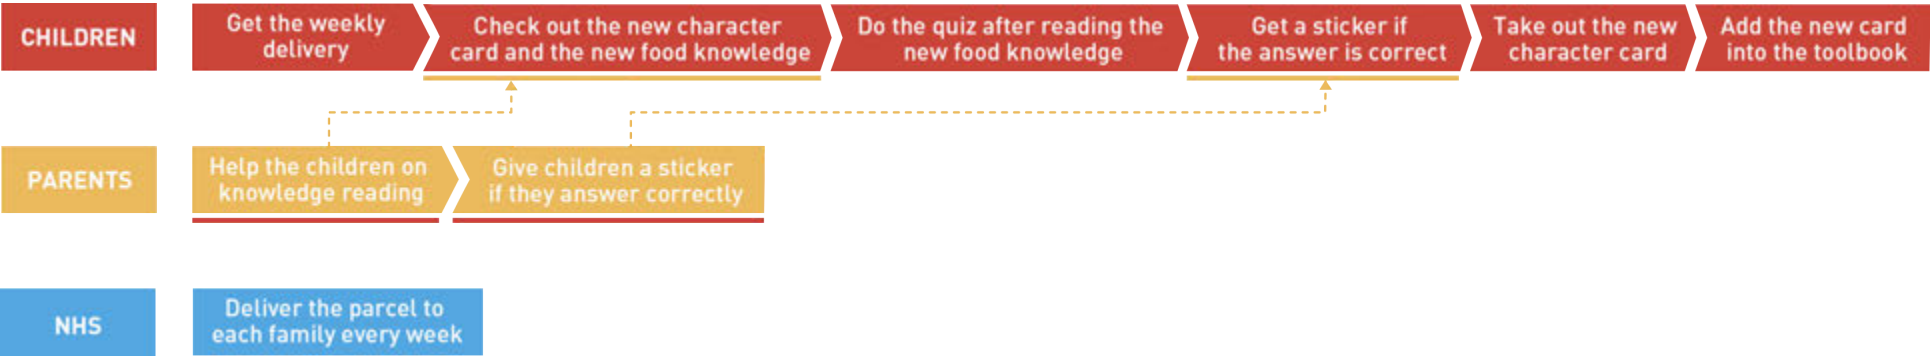 CHILDREN
Get the weekly
delivery
Check out the new character
card and the new food knowledge
Do the quiz after reading the
new food knowledge
Get a sticker if
the answer is correct
Take out the new
character card
Add the new card
into the toolbook
PARENTS
Help the children on
knowledge reading
Give children a sticker
if they answer correctly
NHS
Deliver the parcel to
each family every week